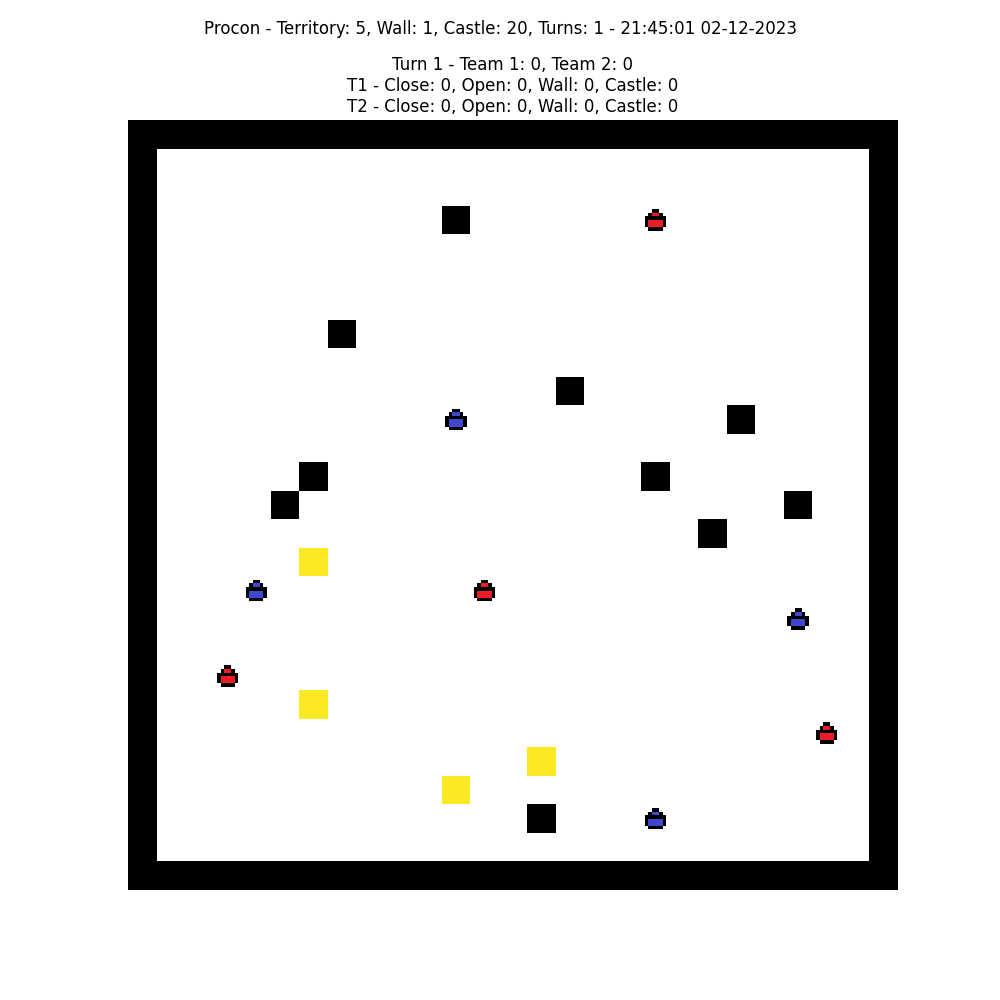 Procon - Territory: 5, Wall: 1, Castle: 20, Turns: 1 - 21:45:01 02-12-2023
Turn 1 - Team 1: 0, Team 2: 0
T1 - Close: 0, Open: 0, Wall: 0, Castle: 0
T2 - Close: 0, Open: 0, Wall: 0, Castle: 0